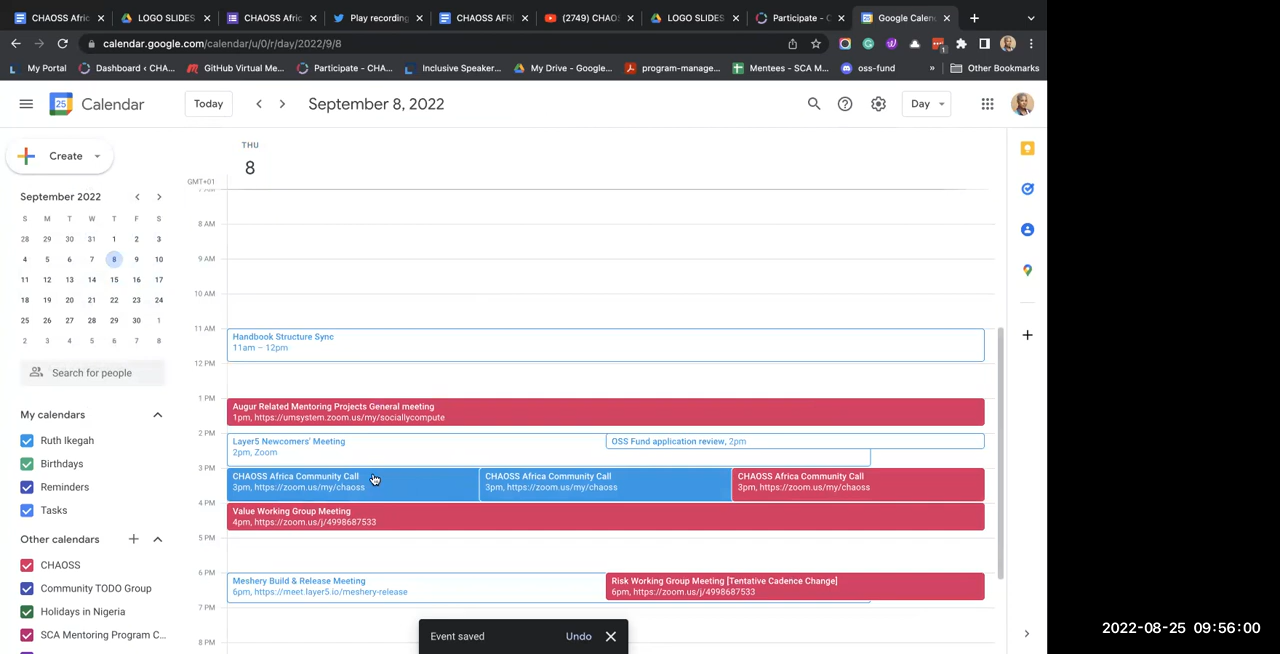 CHAOSS Afric
LOGO SLIDES
CHAOSS Afric
Play recording
CHAOSS AFR
(2749) CHAO
LOGO SLIDES
Participate - C
Google Calen
calendar.google.com/calendar/u/0/r/day/2022/9/8
1
My Portal
Dashboard ‹ CHA...
GitHub Virtual Me...
Participate - CHA...
Inclusive Speaker...
My Drive - Google...
program-manage...
Mentees - SCA M...
oss-fund
»
Other Bookmarks
25
Calendar
Today
September 8, 2022
Day
Create
THU
8
GMT+01
September 2022
S M T W T F S
28 29 30 31 1 2 3
4 5 6 7 8 9 10
11 12 13 14 15 16 17
18 19 20 21 22 23 24
25 26 27 28 29 30 1
2 3 4 5 6 7 8
Search for people
My calendars
Ruth Ikegah
Birthdays
Reminders
Tasks
Other calendars
CHAOSS
Community TODO Group
Holidays in Nigeria
SCA Mentoring Program C...
8 AM
9 AM
10 AM
11 AM
Handbook Structure Sync
11am – 12pm
12 PM
1 PM
Augur Related Mentoring Projects General meeting
1pm, https://umsystem.zoom.us/my/sociallycompute
2 PM
Layer5 Newcomers' Meeting
2pm, Zoom
OSS Fund application review, 2pm
3 PM
CHAOSS Africa Community Call
3pm, https://zoom.us/my/chaoss
CHAOSS Africa Community Call
3pm, https://zoom.us/my/chaoss
CHAOSS Africa Community Call
3pm, https://zoom.us/my/chaoss
4 PM
Value Working Group Meeting
4pm, https://zoom.us/j/4998687533
5 PM
6 PM
Meshery Build & Release Meeting
6pm, https://meet.layer5.io/meshery-release
Risk Working Group Meeting [Tentative Cadence Change]
6pm, https://zoom.us/j/4998687533
7 PM
8 PM
Event saved
Undo
2022-08-25 09:56:00